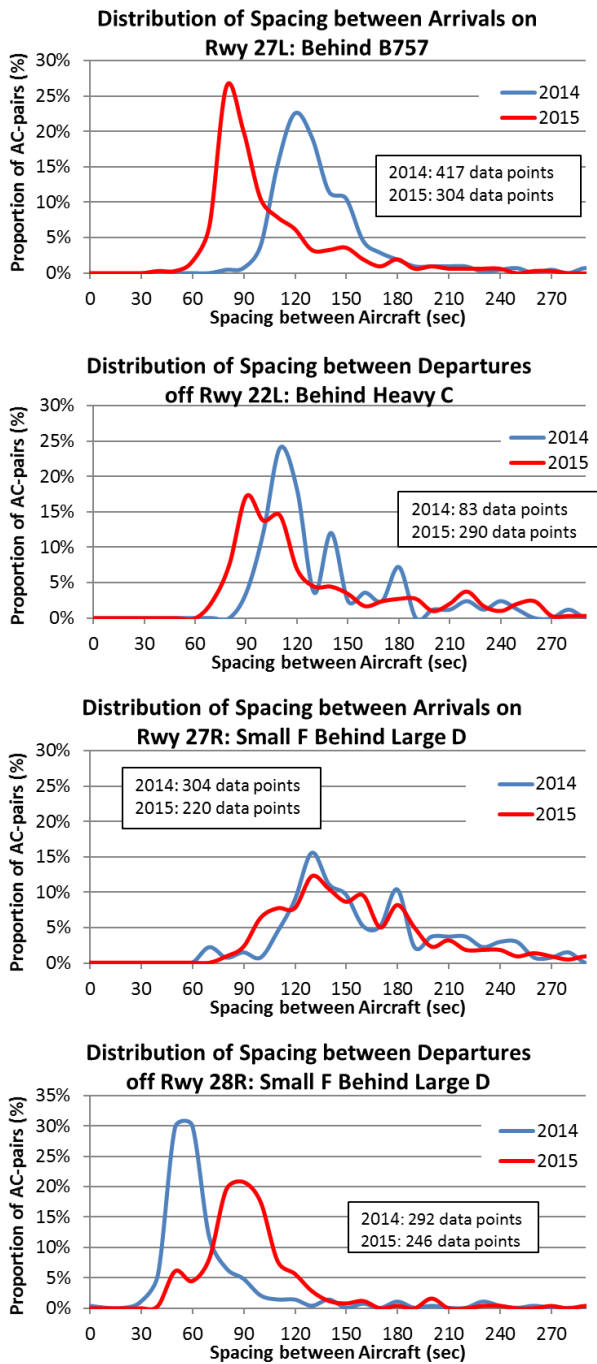 Distribution of Spacing between Arrivals on
Rwy 27L: Behind B757
Proportion of AC-pairs (%)
30%
25%
20%
15%
10%
5%
0%
2014
2015
2014: 417 data points
2015: 304 data points
0 30 60 90 120 150 180 210 240 270
Spacing between Aircraft (sec)
Distribution of Spacing between Departures
off Rwy 22L: Behind Heavy C
Proportion of AC-pairs (%)
30%
25%
20%
15%
10%
5%
0%
2014
2015
2014: 83 data points
2015: 290 data points
0 30 60 90 120 150 180 210 240 270
Spacing between Aircraft (sec)
Distribution of Spacing between Arrivals on
Rwy 27R: Small F Behind Large D
Proportion of AC-pairs (%)
30%
25%
20%
15%
10%
5%
0%
2014: 304 data points
2015: 220 data points
2014
2015
0 30 60 90 120 150 180 210 240 270
Spacing between Aircraft (sec)
Distribution of Spacing between Departures
off Rwy 28R: Small F Behind Large D
Proportion of AC-pairs (%)
35%
30%
25%
20%
15%
10%
5%
0%
2014
2015
2014: 292 data points
2015: 246 data points
0 30 60 90 120 150 180 210 240 270
Spacing between Aircraft (sec)